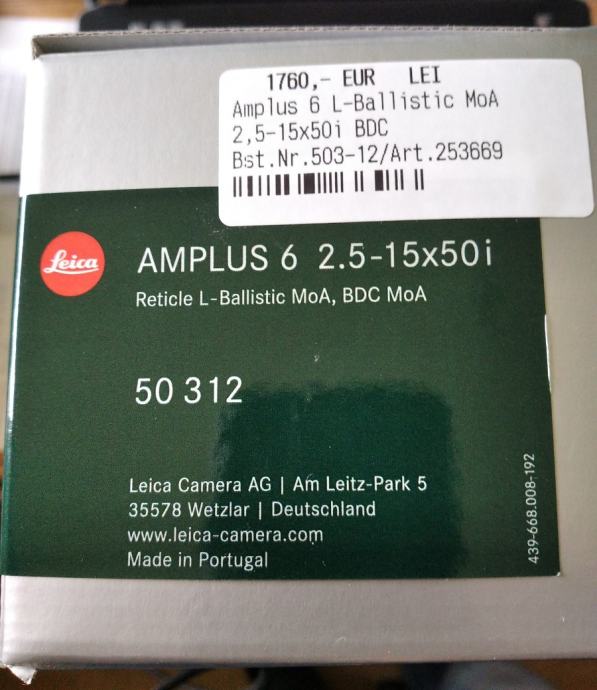 1760,- EUR LEI
Amplus 6 L-Ballistic MoA
2,5-15x50i BDC
Bst.Nr.503-12/Art.253669
Leica
AMPLUS 6 2.5-15x50i
Reticle L-Ballistic MoA, BDC MoA
50 312
Leica Camera AG | Am Leitz-Park 5
35578 Wetzlar | Deutschland
www.leica-camera.com
Made in Portugal
439-668.008-192